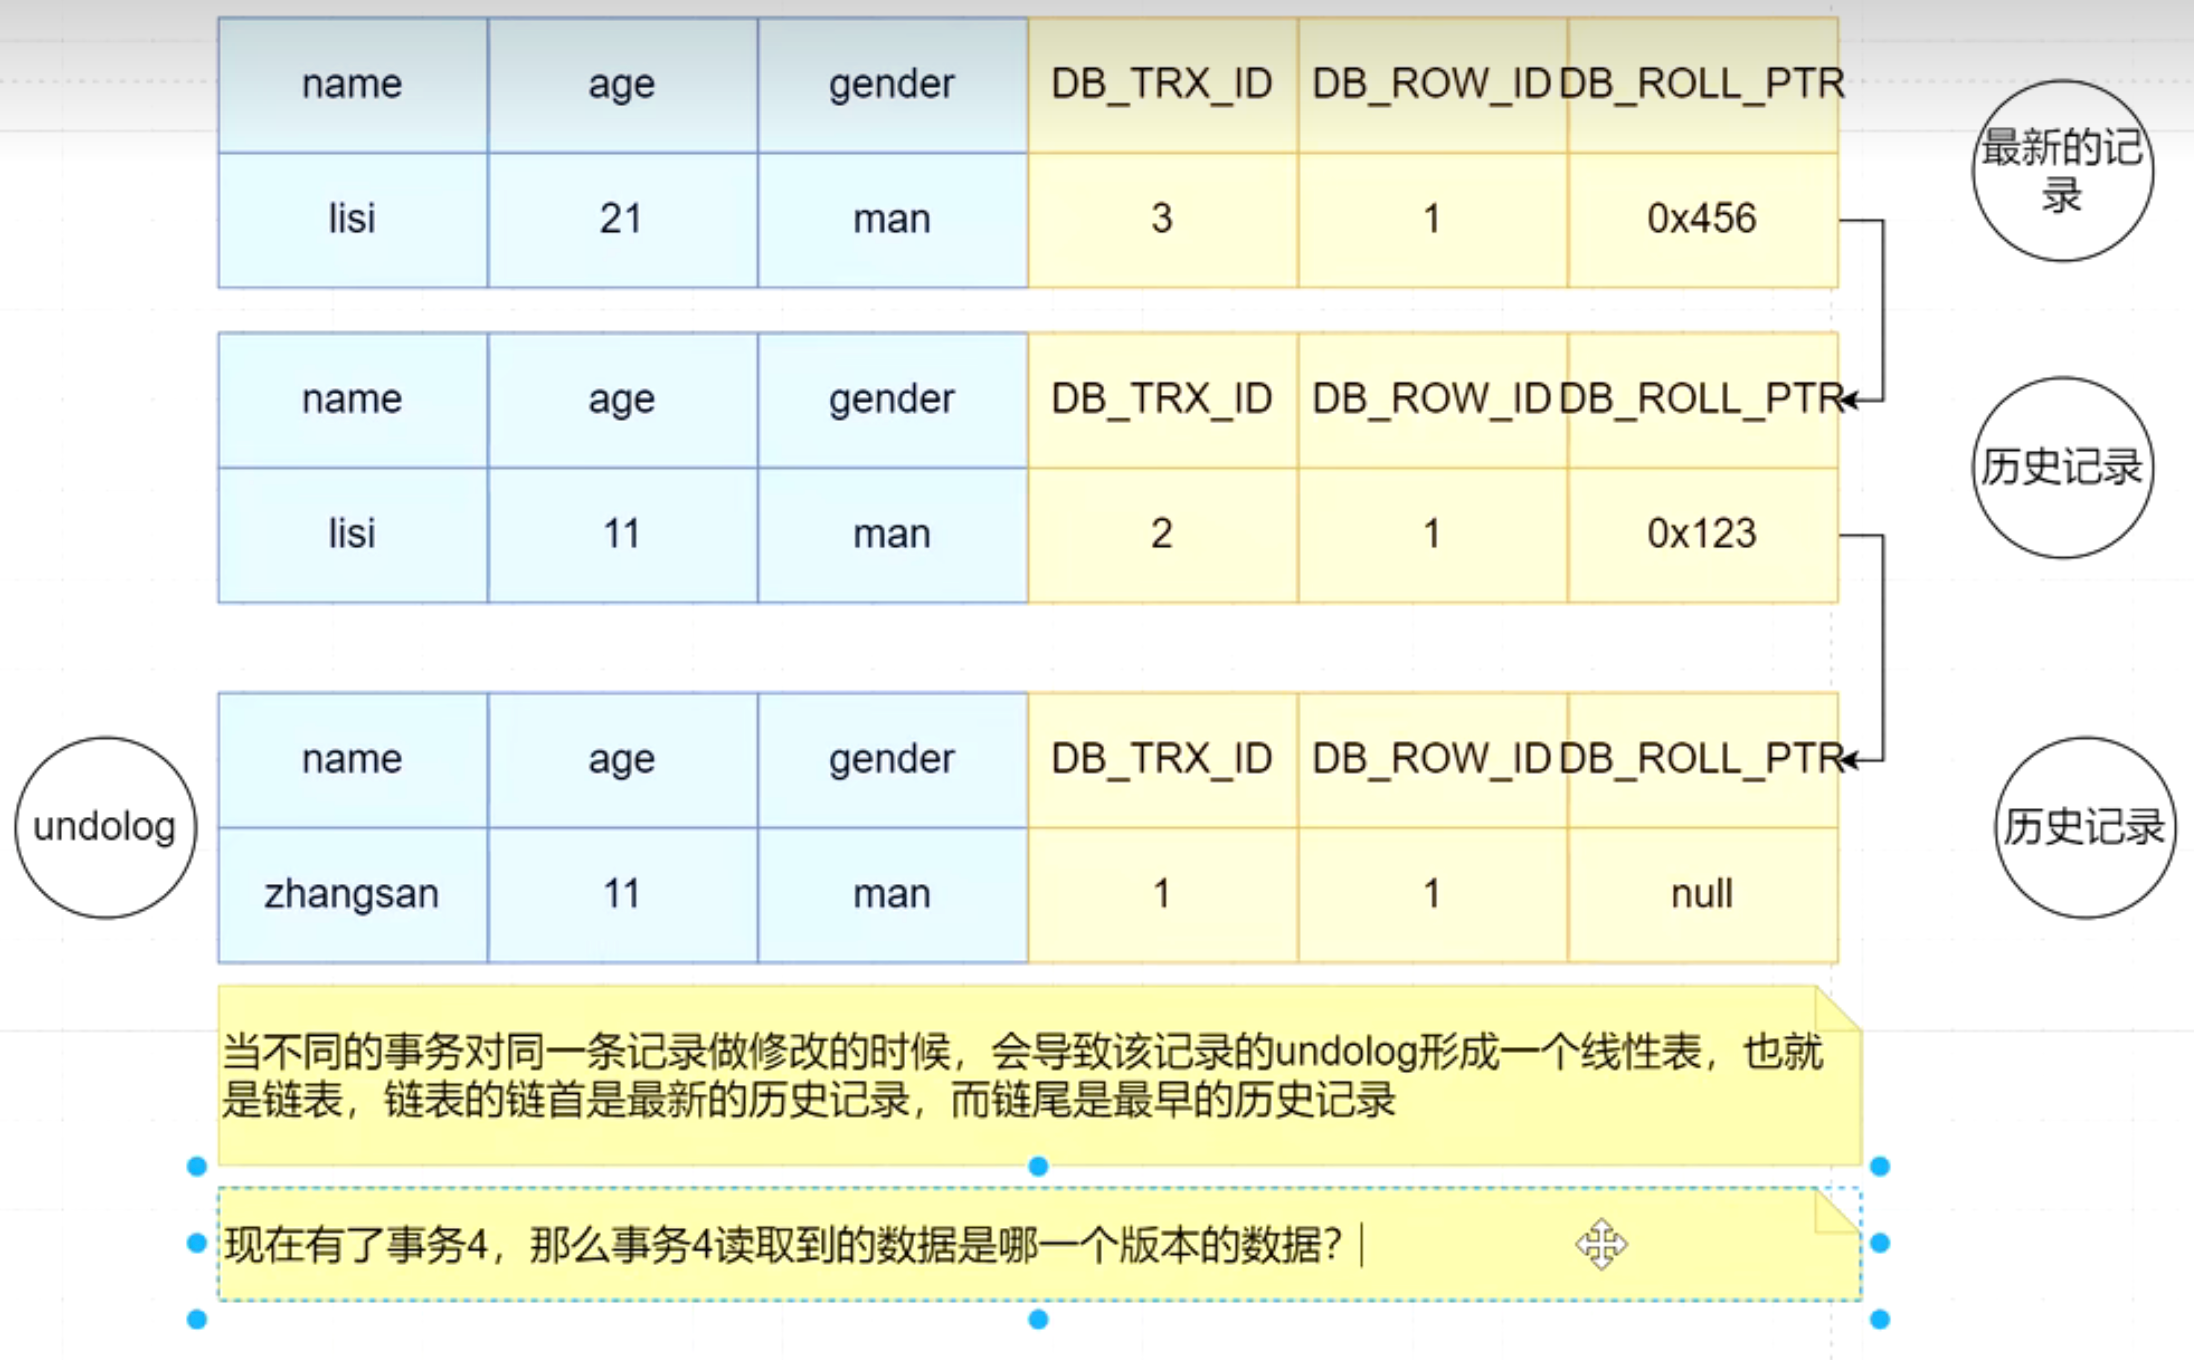 name age gender DB_TRX_ID DB_ROW_ID DB_ROLL_PTR
lisi 21 man 3 1 0x456
最新的记
录
name age gender DB_TRX_ID DB_ROW_ID DB_ROLL_PTR
lisi 11 man 2 1 0x123
历史记录
name age gender DB_TRX_ID DB_ROW_ID DB_ROLL_PTR
undolog
zhangsan 11 man 1 1 null
历史记录
当不同的事务对同一条记录做修改的时候，会导致该记录的undolog形成一个线性表，也就
是链表，链表的链首是最新的历史记录，而链尾是最早的历史记录
现在有了事务4，那么事务4读取到的数据是哪一个版本的数据？